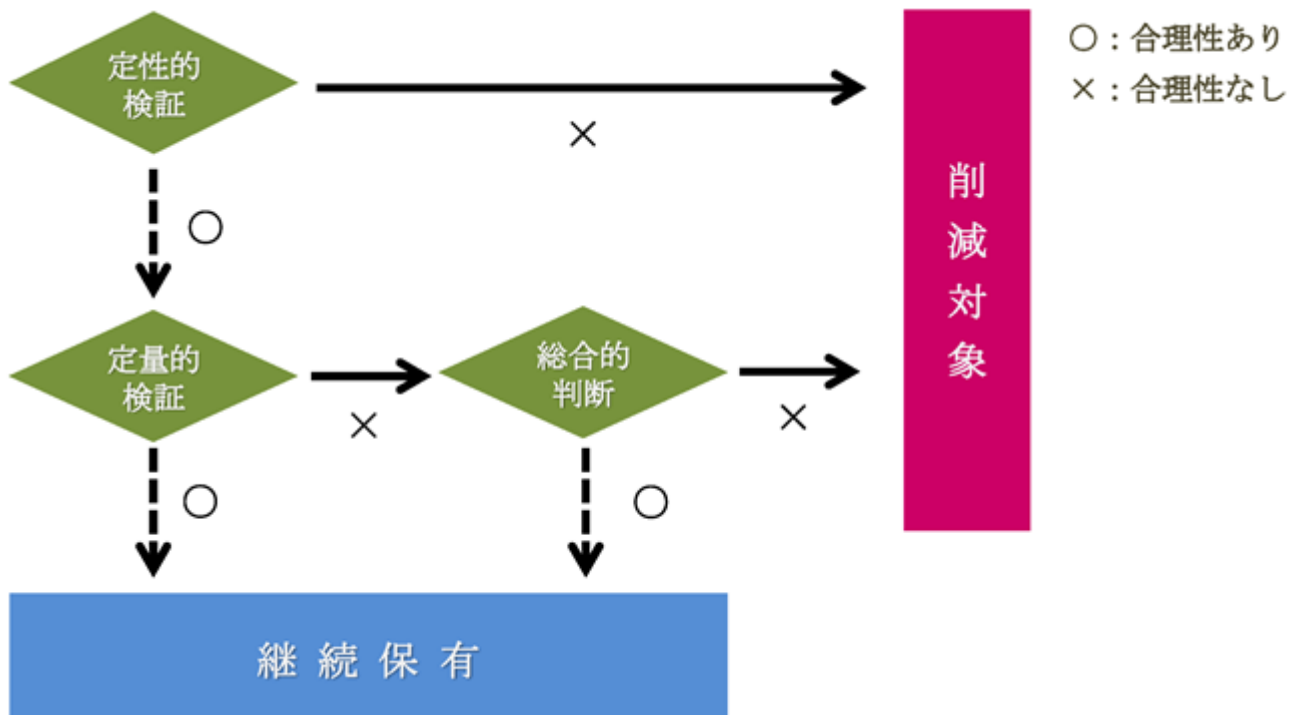 定性的
検証
×
○
定量的
検証
×
○
総合的
判断
×
○
削減対象
継続保有
○：合理性あり
×：合理性なし